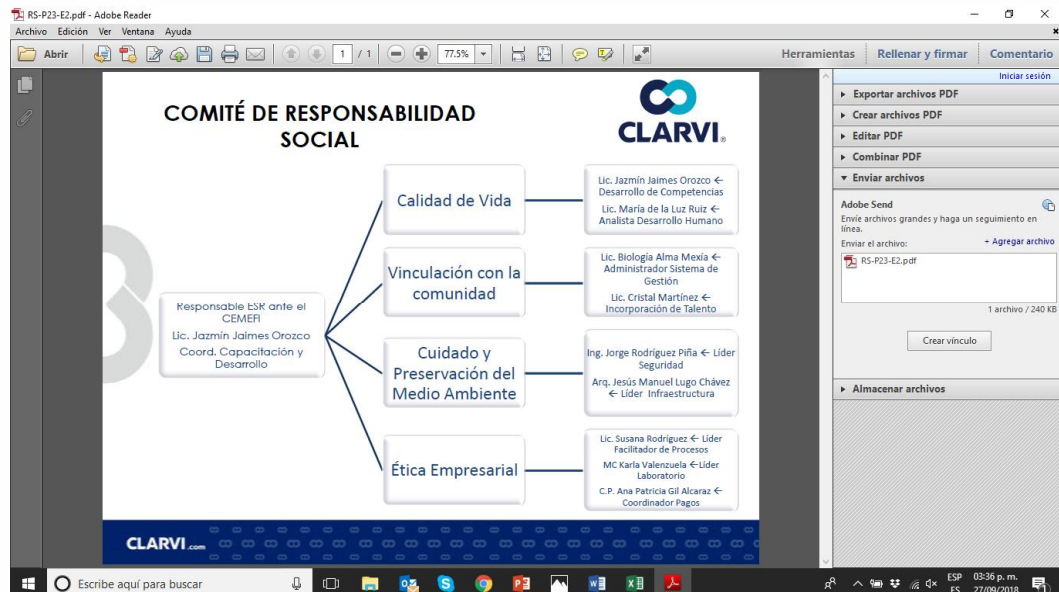 RS-P23-E2.pdf - Adobe Reader
Archivo Edición Ver Ventana Ayuda
Abrir 1 / 1 77.5% Herramientas Rellenar y firmar Comentario
Iniciar sesión
COMITÉ DE RESPONSABILIDAD
SOCIAL
CLARVI®
Responsable ESR ante el
CEMEFI
Lic. Jazmín Jaimes Orozco
Coord. Capacitación y
Desarrollo
Calidad de Vida
Lic. Jazmín Jaimes Orozco ←
Desarrollo de Competencias
Lic. María de la Luz Ruiz ←
Analista Desarrollo Humano
Vinculación con la
comunidad
Lic. Biología Alma Mexía ←
Administrador Sistema de
Gestión
Lic. Cristal Martínez ←
Incorporación de Talento
Cuidado y
Preservación del
Medio Ambiente
Ing. Jorge Rodríguez Piña ← Líder
Seguridad
Arq. Jesús Manuel Lugo Chávez
← Líder Infraestructura
Ética Empresarial
Lic. Susana Rodríguez ← Líder
Facilitador de Procesos
MC Karla Valenzuela ←Líder
Laboratorio
C.P. Ana Patricia Gil Alcaraz ←
Coordinador Pagos
CLARVI.com
Exportar archivos PDF
Crear archivos PDF
Editar PDF
Combinar PDF
Enviar archivos
Adobe Send
Envíe archivos grandes y haga un seguimiento en
línea.
Enviar el archivo: + Agregar archivo
RS-P23-E2.pdf
1 archivo / 240 KB
Crear vínculo
Almacenar archivos
Escribe aquí para buscar
ESP 03:36 p. m.
ES 27/09/2018